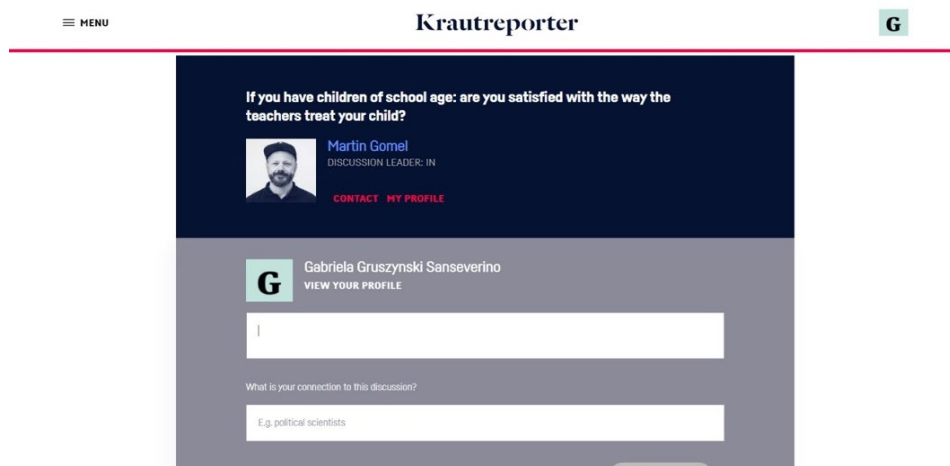 MENU
Krautreporter
G
If you have children of school age: are you satisfied with the way the
teachers treat your child?
Martin Gomel
DISCUSSION LEADER: IN
CONTACT MY PROFILE
G
Gabriela Gruszynski Sanseverino
VIEW YOUR PROFILE
What is your connection to this discussion?
E.g. political scientists